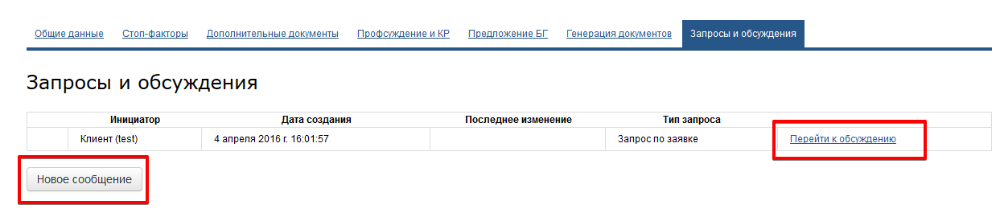 Общие данные Стоп-факторы Дополнительные документы Профсуждение и КР Предложение БГ Генерация документов Запросы и обсуждения
Запросы и обсуждения
Инициатор Дата создания Последнее изменение Тип запроса
Клиент (test) 4 апреля 2016 г. 16:01:57 Запрос по заявке Перейти к обсуждению
Новое сообщение